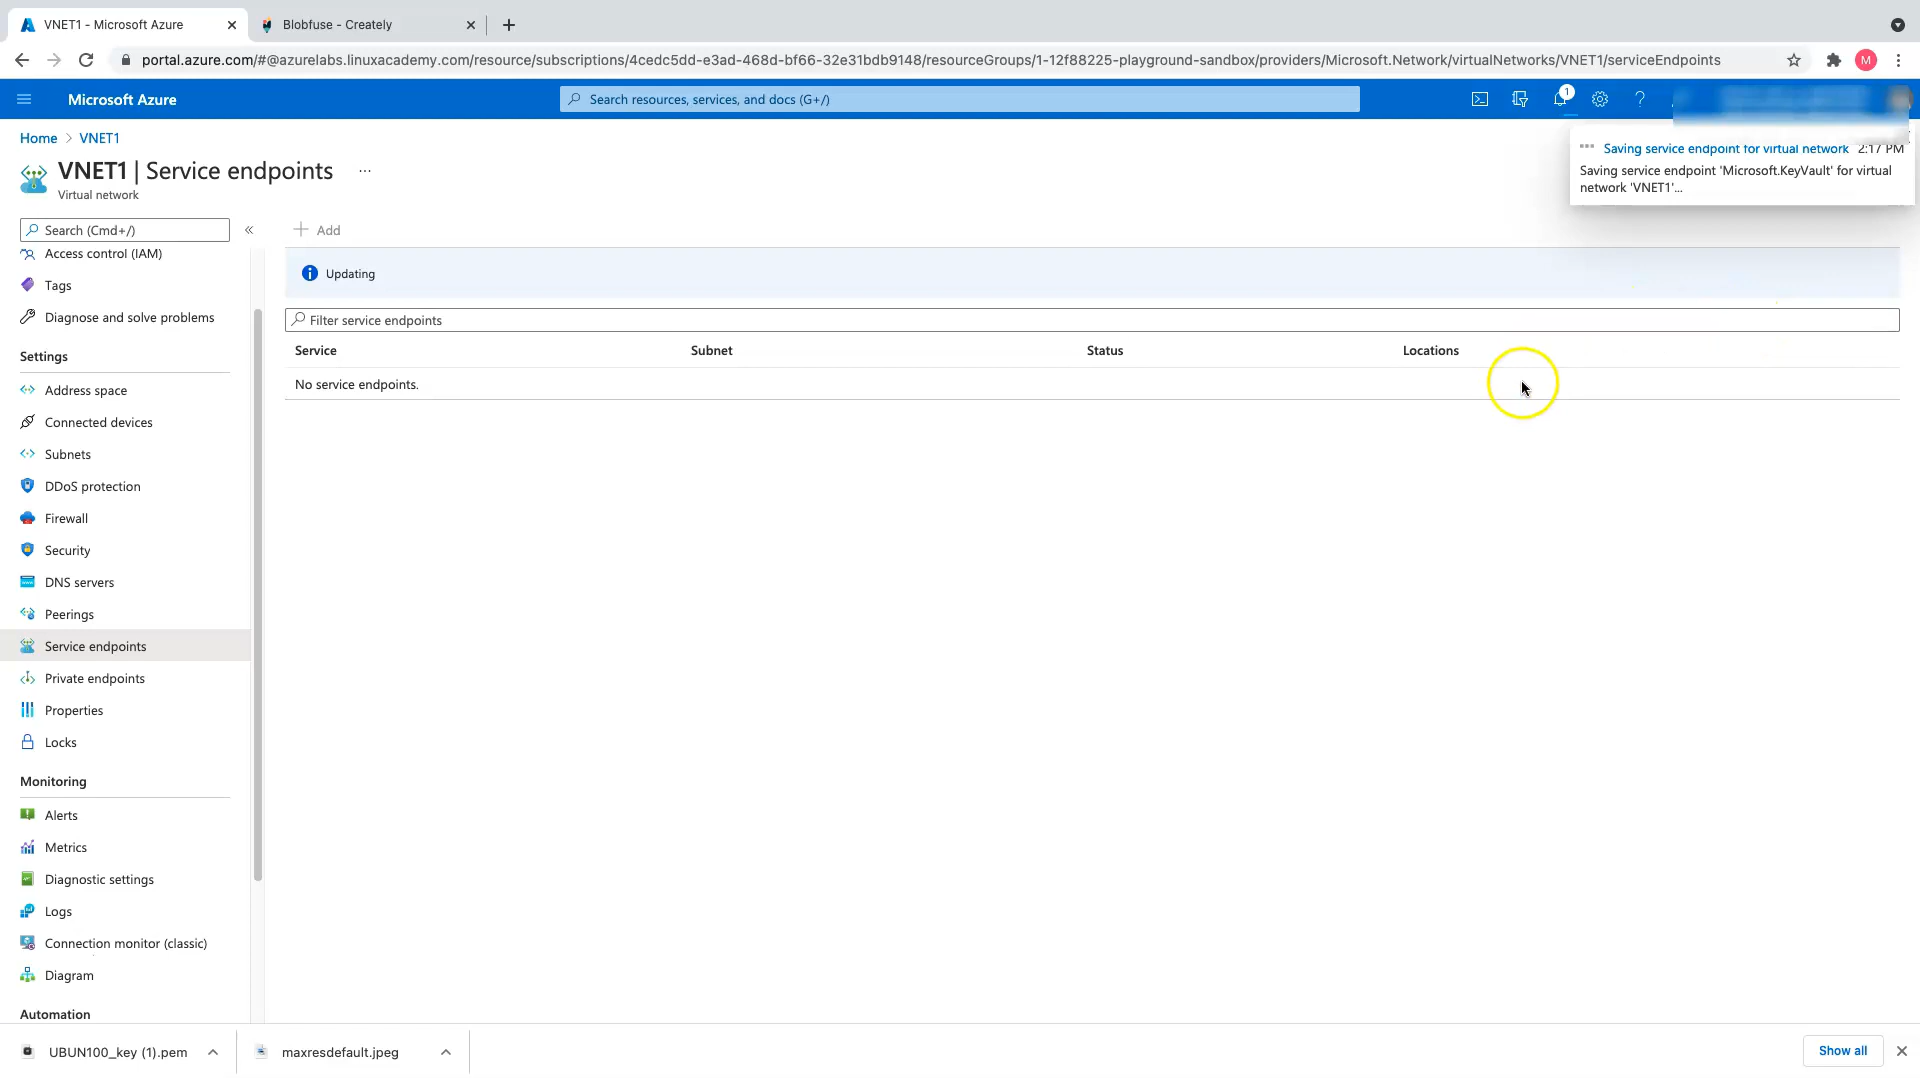 VNET1 - Microsoft Azure
Blobfuse - Creately
portal.azure.com/#@azurelabs.linuxacademy.com/resource/subscriptions/4cedc5dd-e3ad-468d-bf66-32e31bdb9148/resourceGroups/1-12f88225-playground-sandbox/providers/Microsoft.Network/virtualNetworks/VNET1/serviceEndpoints
M
Microsoft Azure
Search resources, services, and docs (G+/)
1
Home > VNET1
VNET1 | Service endpoints ...
Virtual network
Saving service endpoint for virtual network 2:17 PM
Saving service endpoint 'Microsoft.KeyVault' for virtual
network 'VNET1'...
Search (Cmd+/)
«
+ Add
Access control (IAM)
Tags
Diagnose and solve problems
Settings
Address space
Connected devices
Subnets
DDoS protection
Firewall
Security
DNS servers
Peerings
Service endpoints
Private endpoints
Properties
Locks
Monitoring
Alerts
Metrics
Diagnostic settings
Logs
Connection monitor (classic)
Diagram
Automation
Updating
Filter service endpoints
Service Subnet Status Locations
No service endpoints.
UBUN100_key (1).pem
maxresdefault.jpeg
Show all